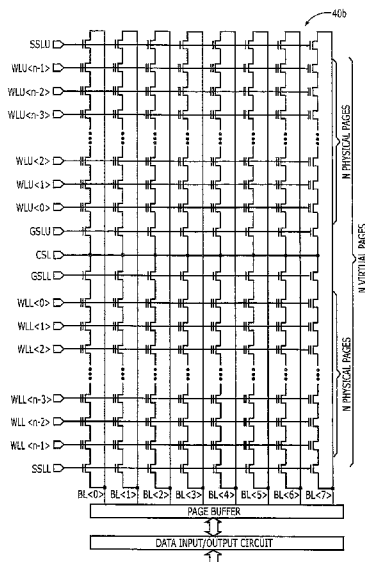 40b
SSLU
WLU<n-1>
WLU<n-2>
WLU<n-3>
WLU<2>
WLU<1>
WLU<0>
GSLU
CSL
GSLL
WLL<0>
WLL<1>
WLL<2>
WLL<n-3>
WLL<n-2>
WLL<n-1>
SSLL
N PHYSICAL PAGES
N VIRTUAL PAGES
N PHYSICAL PAGES
BL<0> BL<1> BL<2> BL<3> BL<4> BL<5> BL<6> BL<7>
PAGE BUFFER
DATA INPUT/OUTPUT CIRCUIT